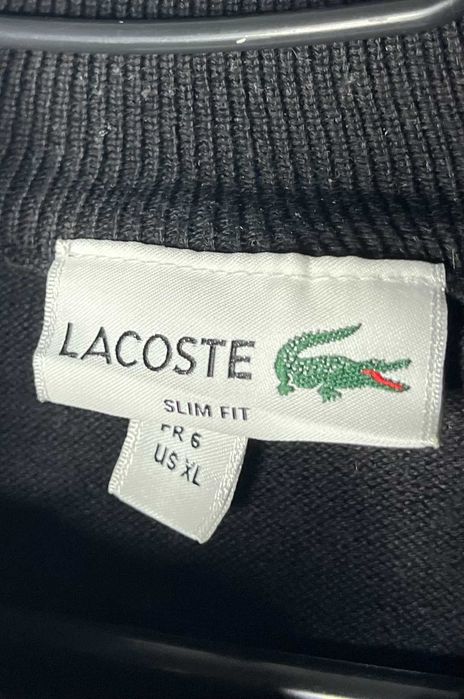 LACOSTE
SLIM FIT
FR 6
US XL